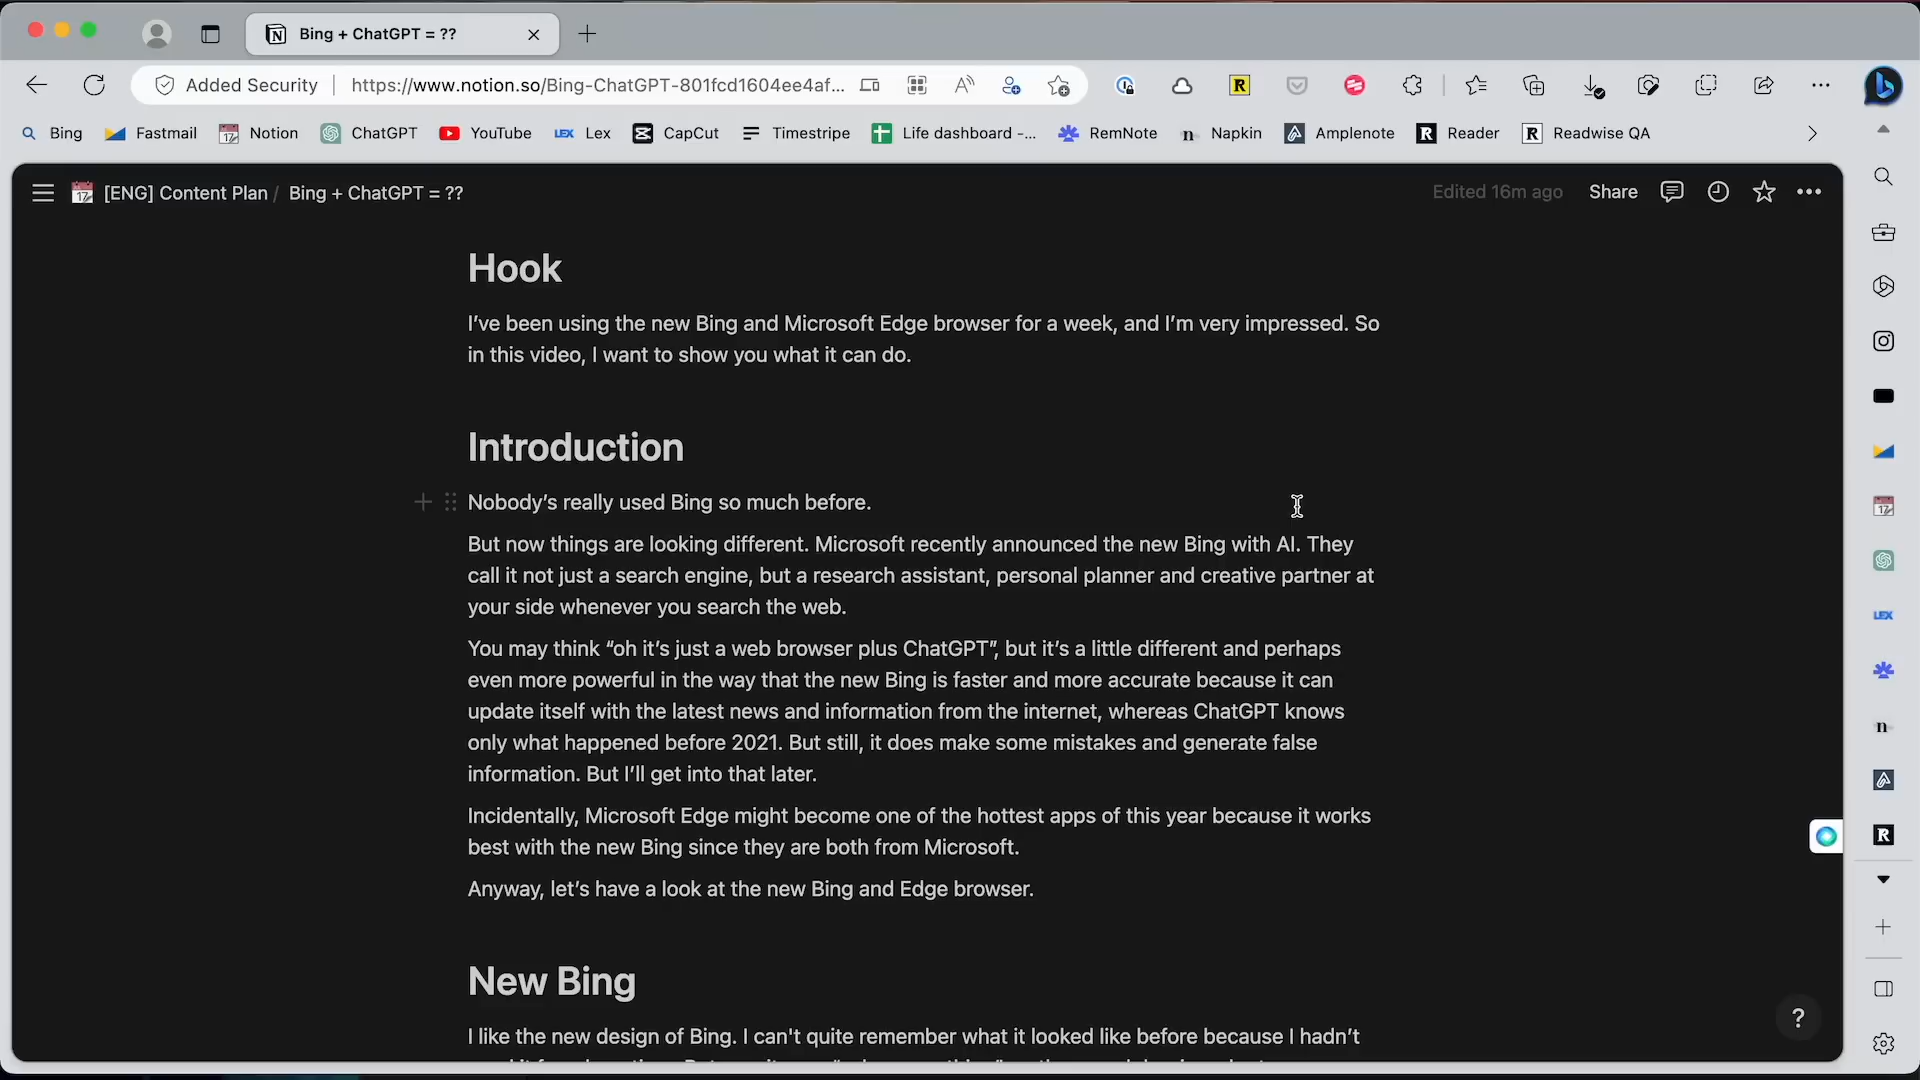 Bing + ChatGPT = ??
Added Security
https://www.notion.so/Bing-ChatGPT-801fcd1604ee4af...
Bing
Fastmail
Notion
ChatGPT
YouTube
LEX Lex
CapCut
Timestripe
Life dashboard -...
RemNote
n Napkin
Amplenote
R Reader
R Readwise QA
[ENG] Content Plan / Bing + ChatGPT = ??
Edited 16m ago
Share
Hook
I've been using the new Bing and Microsoft Edge browser for a week, and I'm very impressed. So
in this video, I want to show you what it can do.
Introduction
Nobody's really used Bing so much before.
But now things are looking different. Microsoft recently announced the new Bing with AI. They
call it not just a search engine, but a research assistant, personal planner and creative partner at
your side whenever you search the web.
You may think “oh it's just a web browser plus ChatGPT”, but it's a little different and perhaps
even more powerful in the way that the new Bing is faster and more accurate because it can
update itself with the latest news and information from the internet, whereas ChatGPT knows
only what happened before 2021. But still, it does make some mistakes and generate false
information. But I'll get into that later.
Incidentally, Microsoft Edge might become one of the hottest apps of this year because it works
best with the new Bing since they are both from Microsoft.
Anyway, let's have a look at the new Bing and Edge browser.
New Bing
I like the new design of Bing. I can't quite remember what it looked like before because I hadn't
17
LEX
n
R
?